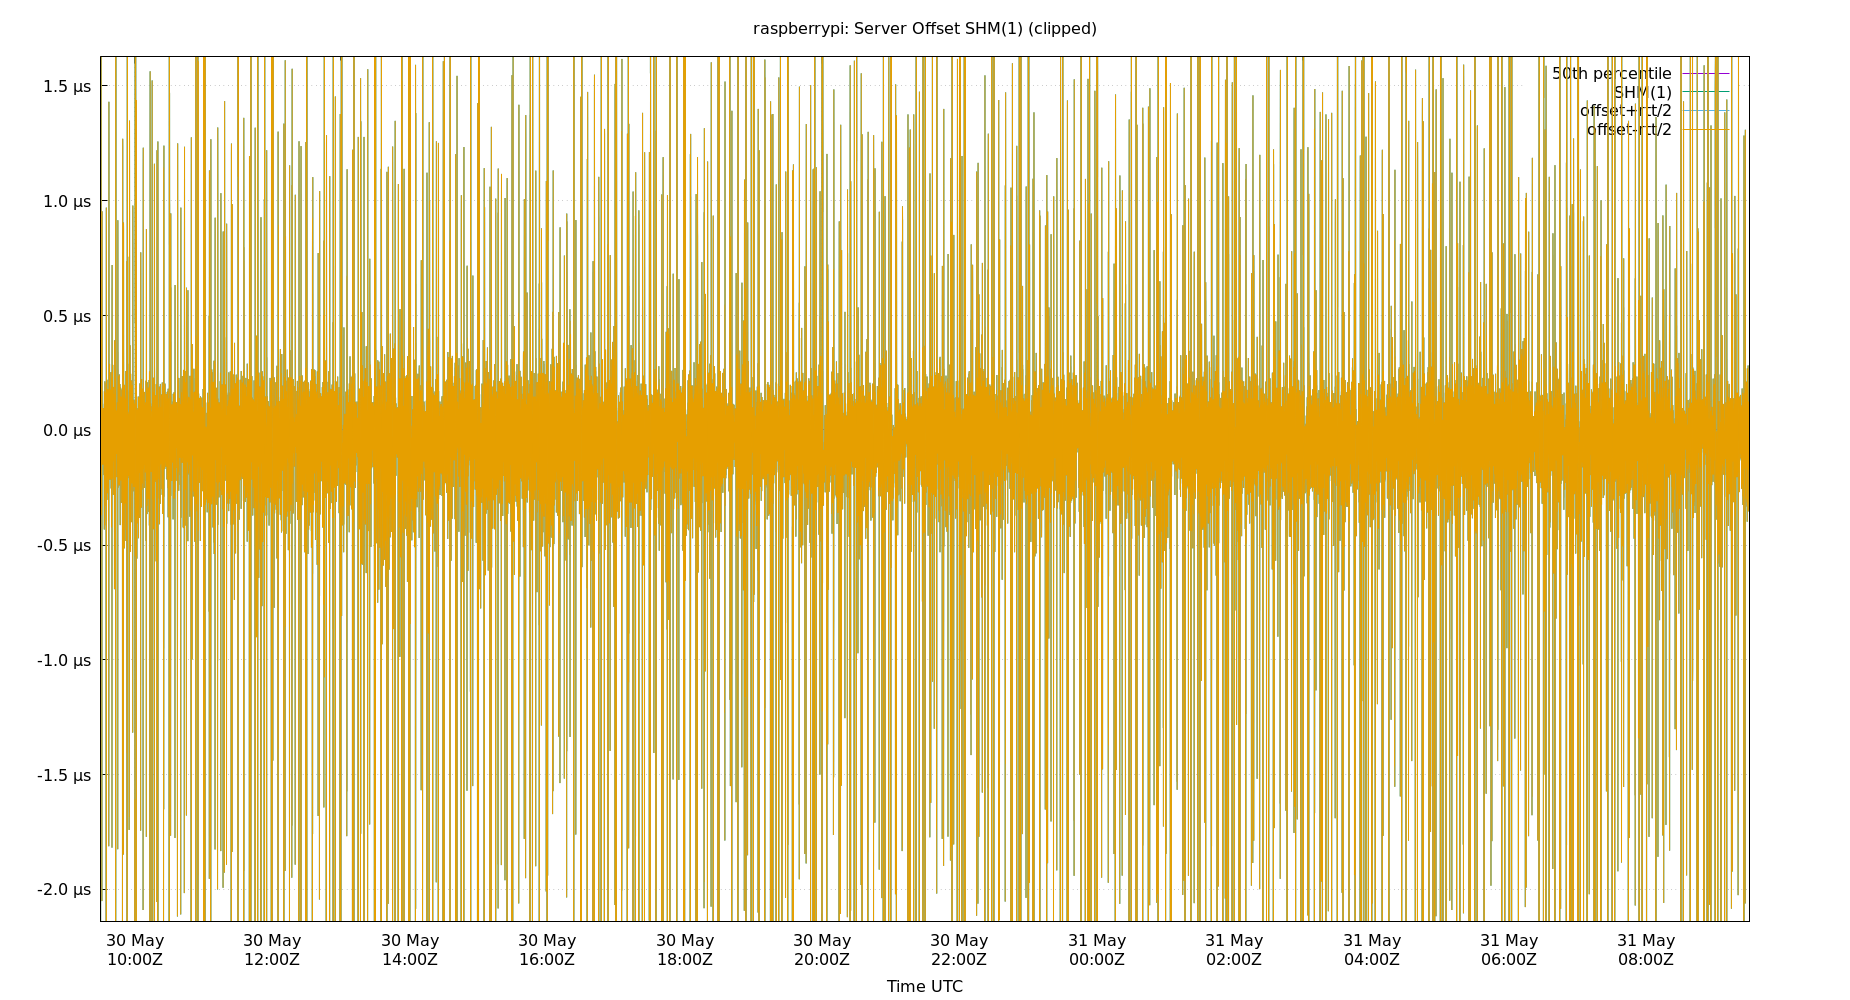 raspberrypi: Server Offset SHM(1) (clipped)
50th percentile
SHM(1)
offset+rtt/2
offset-rtt/2
1.5 µs
1.0 µs
0.5 µs
0.0 µs
-0.5 µs
-1.0 µs
-1.5 µs
-2.0 µs
30 May 30 May 30 May 30 May 30 May 30 May 30 May 31 May 31 May 31 May 31 May 31 May
10:00Z 12:00Z 14:00Z 16:00Z 18:00Z 20:00Z 22:00Z 00:00Z 02:00Z 04:00Z 06:00Z 08:00Z
Time UTC